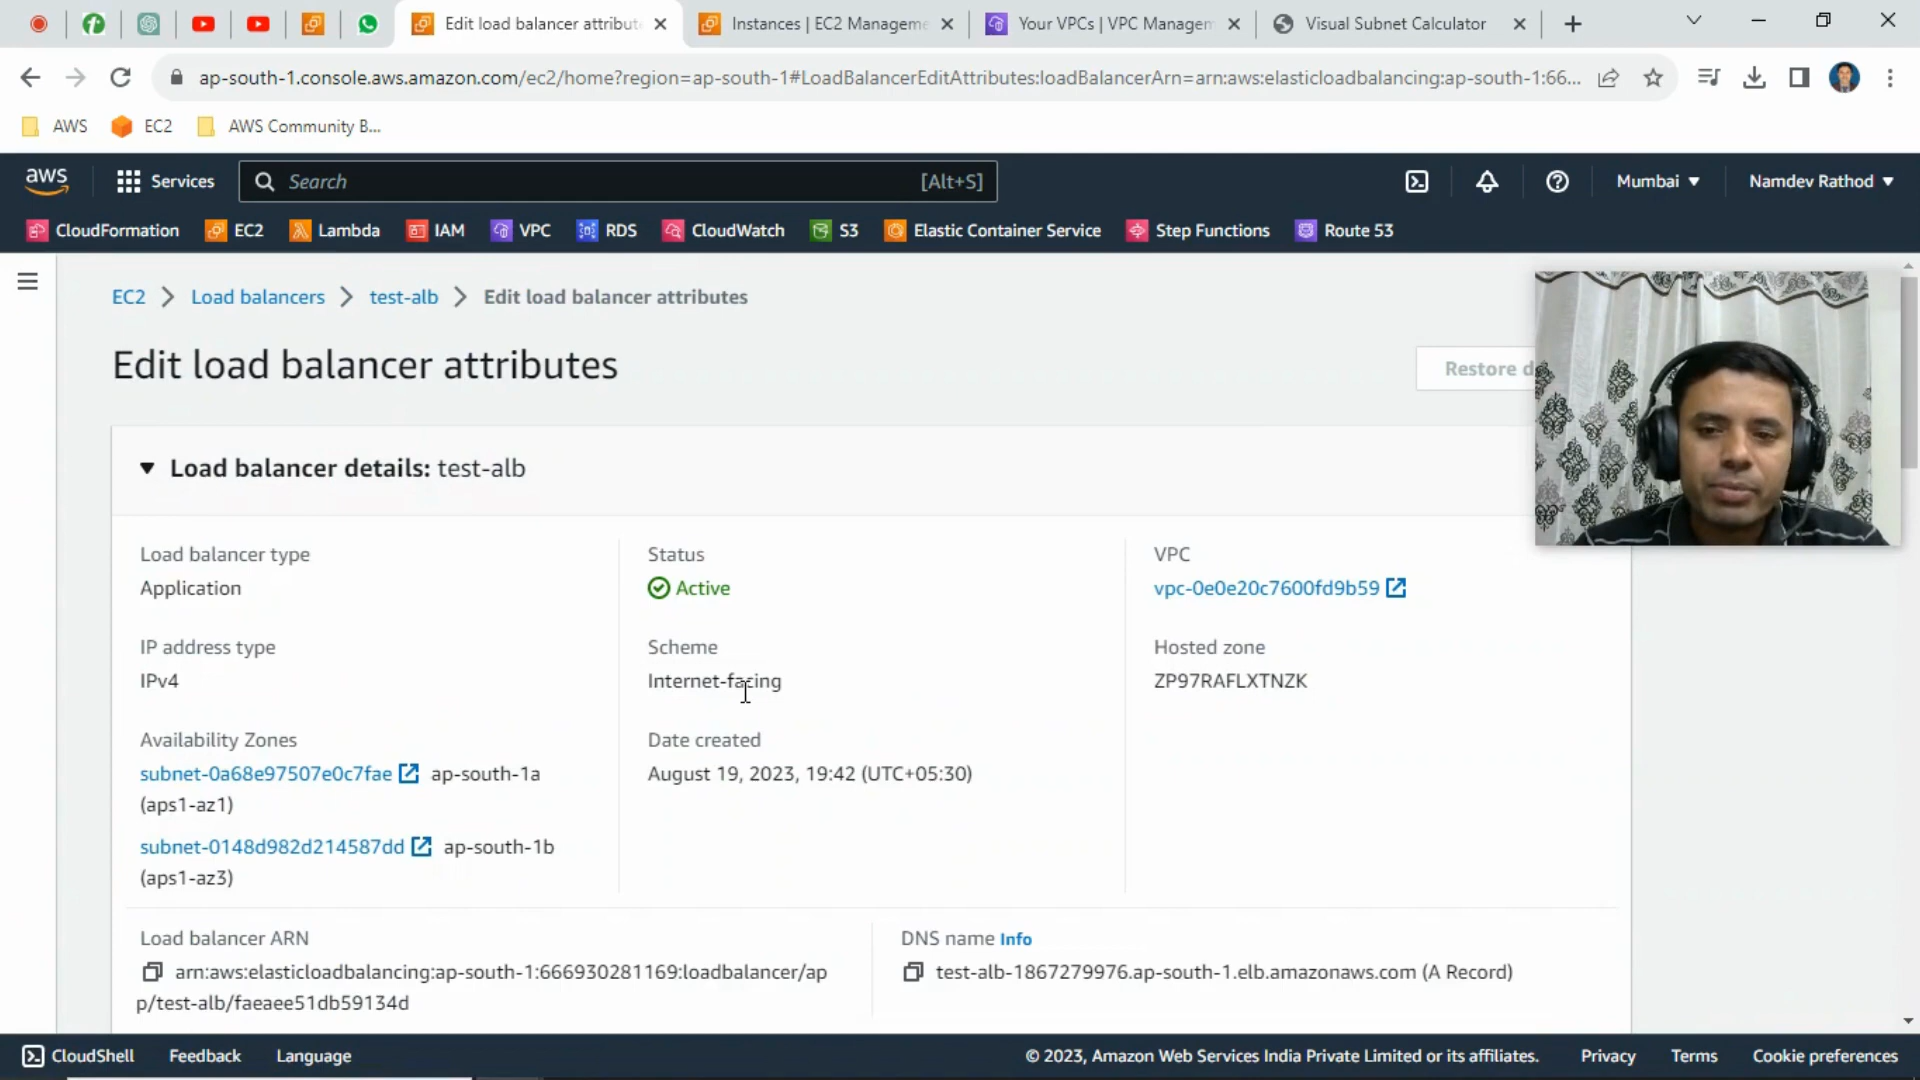 Edit load balancer attribut
Instances | EC2 Manageme
Your VPCs | VPC Managem
Visual Subnet Calculator
ap-south-1.console.aws.amazon.com/ec2/home?region=ap-south-1#LoadBalancerEditAttributes:loadBalancerArn=arn:aws:elasticloadbalancing:ap-south-1:66...
AWS
EC2
AWS Community B...
aws
Services
Search
[Alt+S]
Mumbai
Namdev Rathod
CloudFormation
EC2
Lambda
IAM
VPC
RDS
CloudWatch
S3
Elastic Container Service
Step Functions
Route 53
EC2 > Load balancers > test-alb > Edit load balancer attributes
Edit load balancer attributes
Restore d
Load balancer details: test-alb
Load balancer type
Application
Status
Active
VPC
vpc-0e0e20c7600fd9b59
IP address type
IPv4
Scheme
Internet-facing
Hosted zone
ZP97RAFLXTNZK
Availability Zones
subnet-0a68e97507e0c7fae ap-south-1a
(aps1-az1)
subnet-0148d982d214587dd ap-south-1b
(aps1-az3)
Date created
August 19, 2023, 19:42 (UTC+05:30)
Load balancer ARN
arn:aws:elasticloadbalancing:ap-south-1:666930281169:loadbalancer/ap
p/test-alb/faeaee51db59134d
DNS name Info
test-alb-1867279976.ap-south-1.elb.amazonaws.com (A Record)
CloudShell
Feedback
Language
© 2023, Amazon Web Services India Private Limited or its affiliates.
Privacy
Terms
Cookie preferences